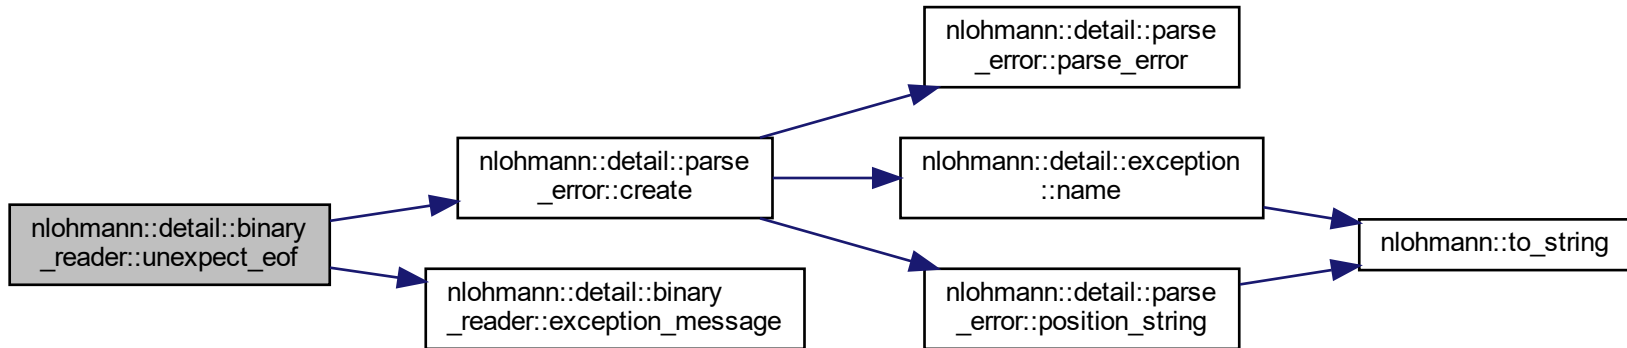 nlohmann::detail::parse
_error::parse_error
nlohmann::detail::parse
_error::create
nlohmann::detail::exception
::name
nlohmann::detail::binary
_reader::unexpect_eof
nlohmann::to_string
nlohmann::detail::binary
_reader::exception_message
nlohmann::detail::parse
_error::position_string